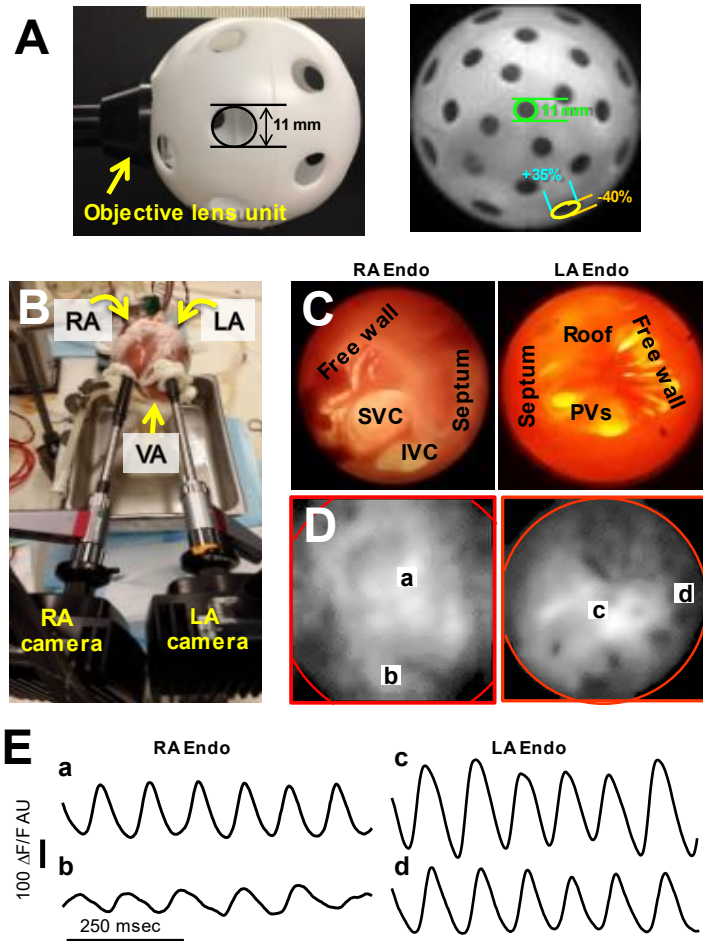 A
11 mm
Objective lens unit
11 mm
+35%
-40%
B
RA
LA
VA
RA
camera
LA
camera
RA Endo
LA Endo
C
Free wall
Septum
SVC
IVC
Roof
Free wall
Septum
PVs
D
a
b
c
d
E
RA Endo
LA Endo
a
c
b
d
100 ΔF/F AU
250 msec